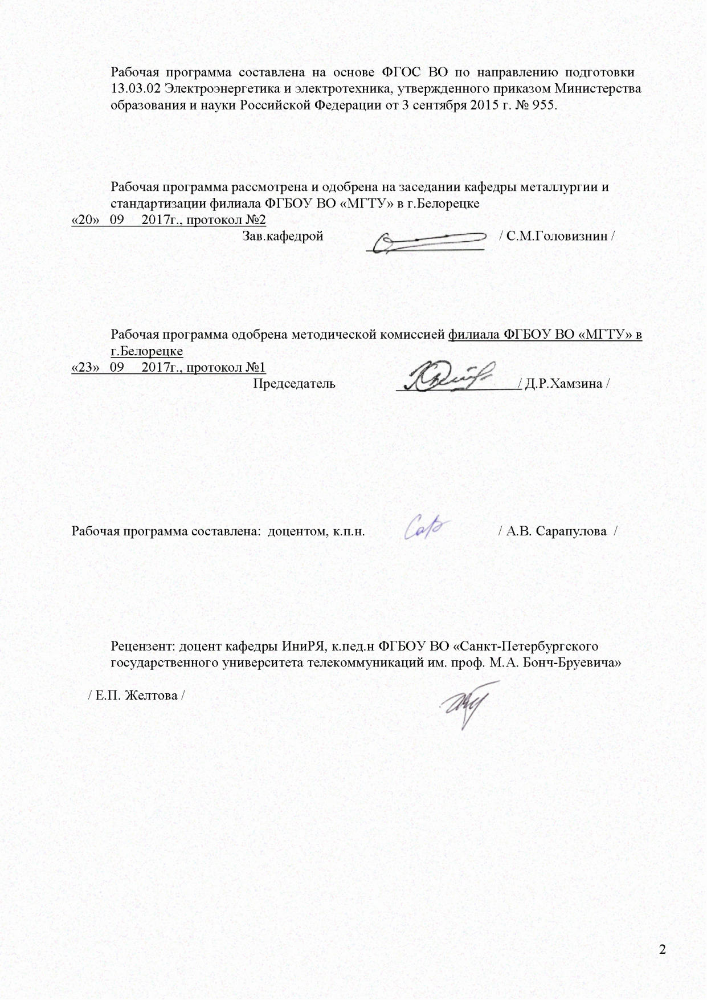 Рабочая программа составлена на основе ФГОС ВО по направлению подготовки
13.03.02 Электроэнергетика и электротехника, утвержденного приказом Министерства
образования и науки Российской Федерации от 3 сентября 2015 г. № 955.
Рабочая программа рассмотрена и одобрена на заседании кафедры металлургии и
стандартизации филиала ФГБОУ ВО «МГТУ» в г.Белорецке
«20» 09 2017г., протокол №2
Зав.кафедрой / С.М.Головизнин /
Рабочая программа одобрена методической комиссией филиала ФГБОУ ВО «МГТУ» в
г.Белорецке
«23» 09 2017г., протокол №1
Председатель / Д.Р.Хамзина /
Рабочая программа составлена: доцентом, к.п.н. / А.В. Сарапулова /
Рецензент: доцент кафедры ИниРЯ, к.пед.н ФГБОУ ВО «Санкт-Петербургского
государственного университета телекоммуникаций им. проф. М.А. Бонч-Бруевича»
/ Е.П. Желтова /
2